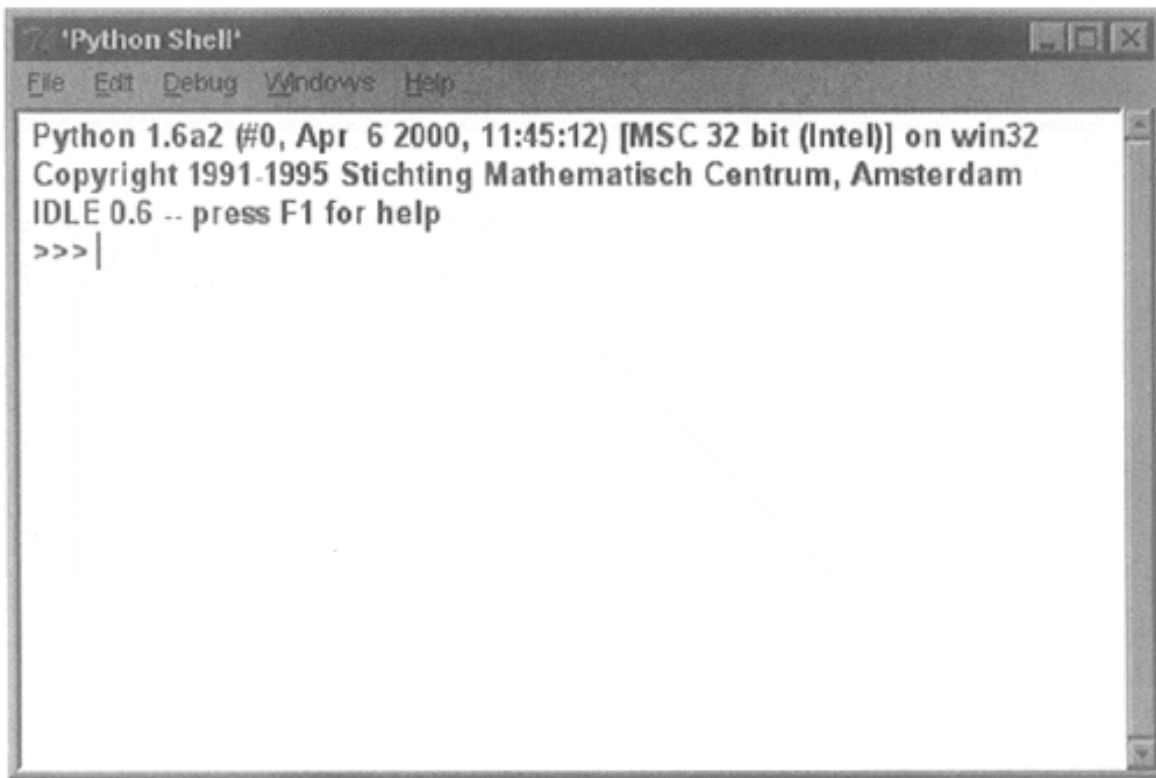 'Python Shell'
File Edit Debug Windows Help
Python 1.6a2 (#0, Apr  6 2000, 11:45:12) [MSC 32 bit (Intel)] on win32
Copyright 1991-1995 Stichting Mathematisch Centrum, Amsterdam
IDLE 0.6 -- press F1 for help
>>>